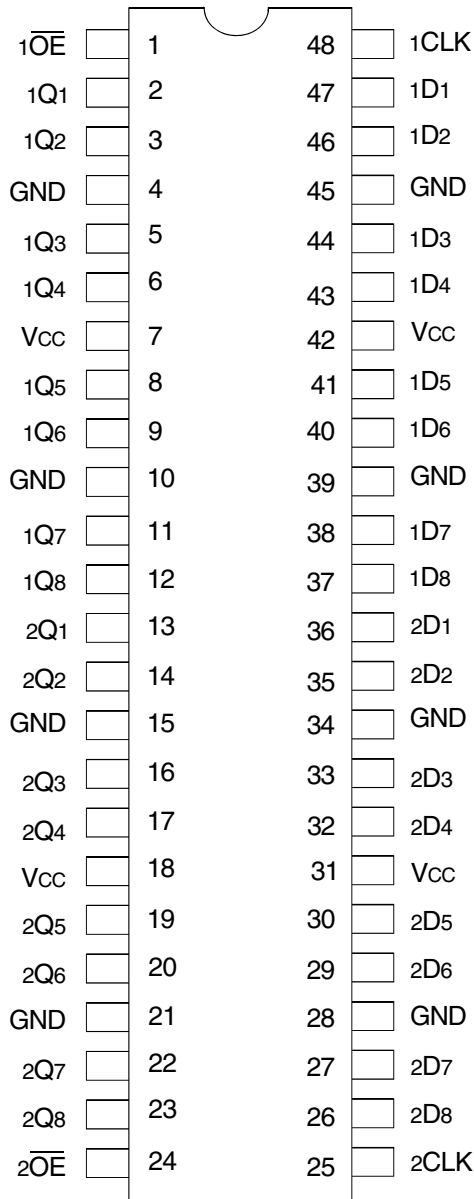 1OE 1 48 1CLK
1Q1 2 47 1D1
1Q2 3 46 1D2
GND 4 45 GND
1Q3 5 44 1D3
1Q4 6 43 1D4
VCC 7 42 VCC
1Q5 8 41 1D5
1Q6 9 40 1D6
GND 10 39 GND
1Q7 11 38 1D7
1Q8 12 37 1D8
2Q1 13 36 2D1
2Q2 14 35 2D2
GND 15 34 GND
2Q3 16 33 2D3
2Q4 17 32 2D4
VCC 18 31 VCC
2Q5 19 30 2D5
2Q6 20 29 2D6
GND 21 28 GND
2Q7 22 27 2D7
2Q8 23 26 2D8
2OE 24 25 2CLK